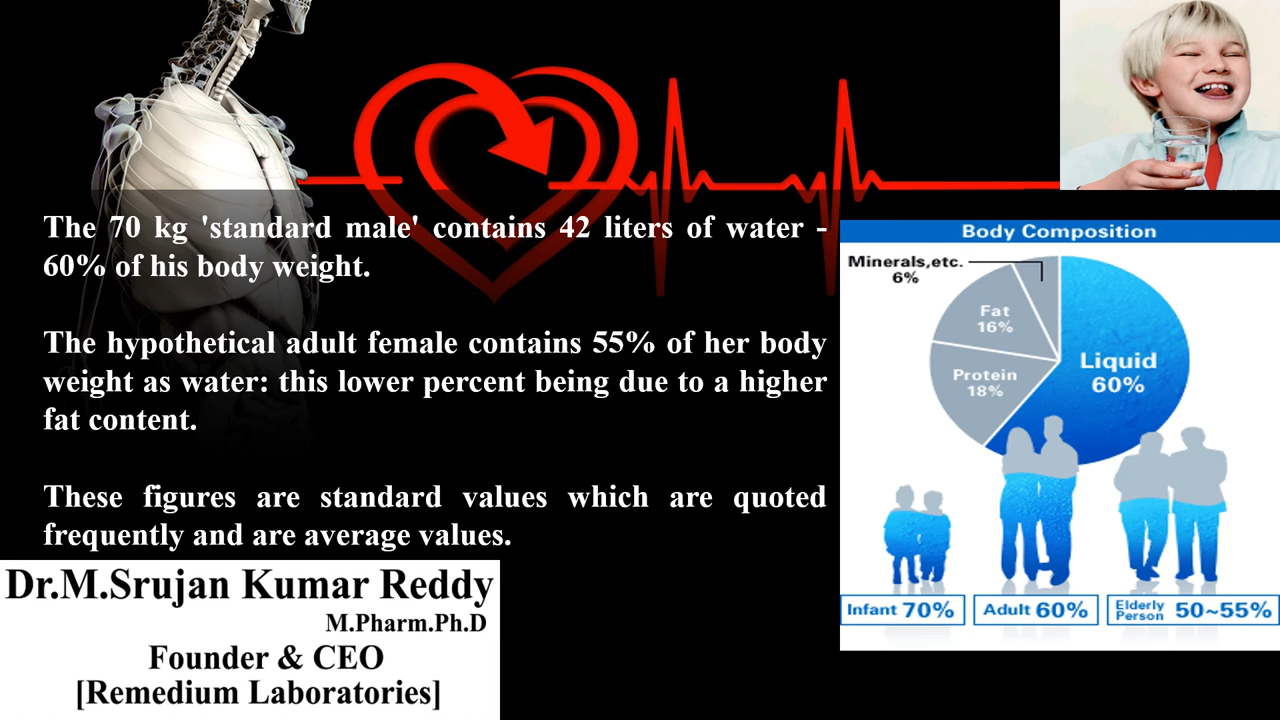 The 70 kg 'standard male' contains 42 liters of water -
60% of his body weight.
The hypothetical adult female contains 55% of her body
weight as water: this lower percent being due to a higher
fat content.
These figures are standard values which are quoted
frequently and are average values.
Dr.M.Srujan Kumar Reddy
M.Pharm.Ph.D
Founder & CEO
[Remedium Laboratories]
Body Composition
Minerals,etc.
6%
Fat
16%
Protein
18%
Liquid
60%
Infant 70%
Adult 60%
Elderly
Person 50~55%